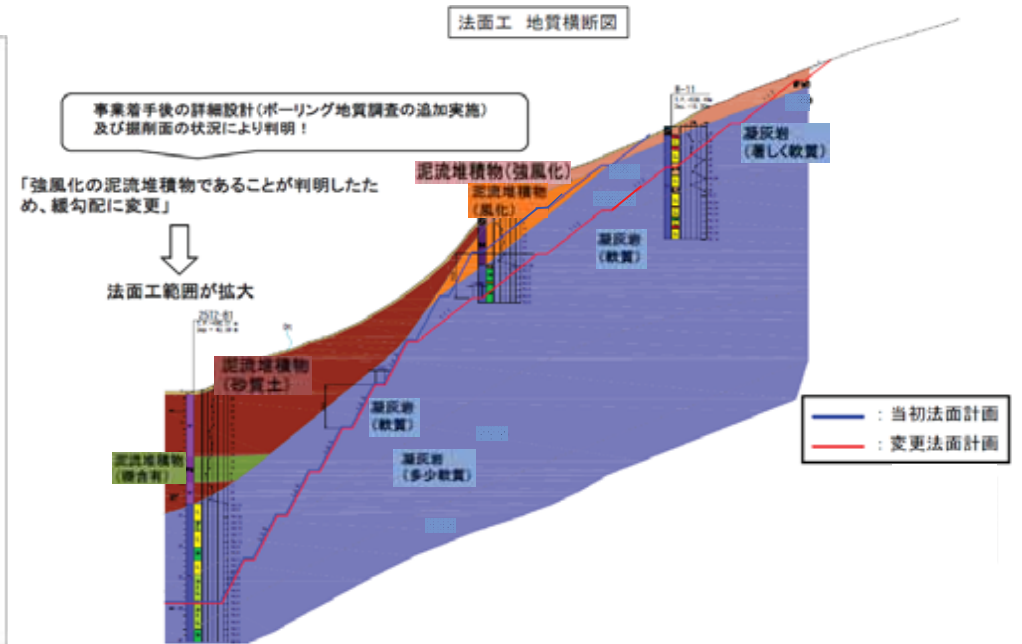 法面工 地質横断図
事業着手後の詳細設計(ボーリング地質調査の追加実施)
及び掘削面の状況により判明！
「強風化の泥流堆積物であることが判明したた
め、緩勾配に変更」
法面工範囲が拡大
泥流堆積物(強風化)
泥流堆積物
(風化)
凝灰岩
(著しく軟質)
凝灰岩
(軟質)
泥流堆積物
(砂質土)
凝灰岩
(軟質)
凝灰岩
(多少軟質)
泥流堆積物
(礫含有)
：当初法面計画
：変更法面計画